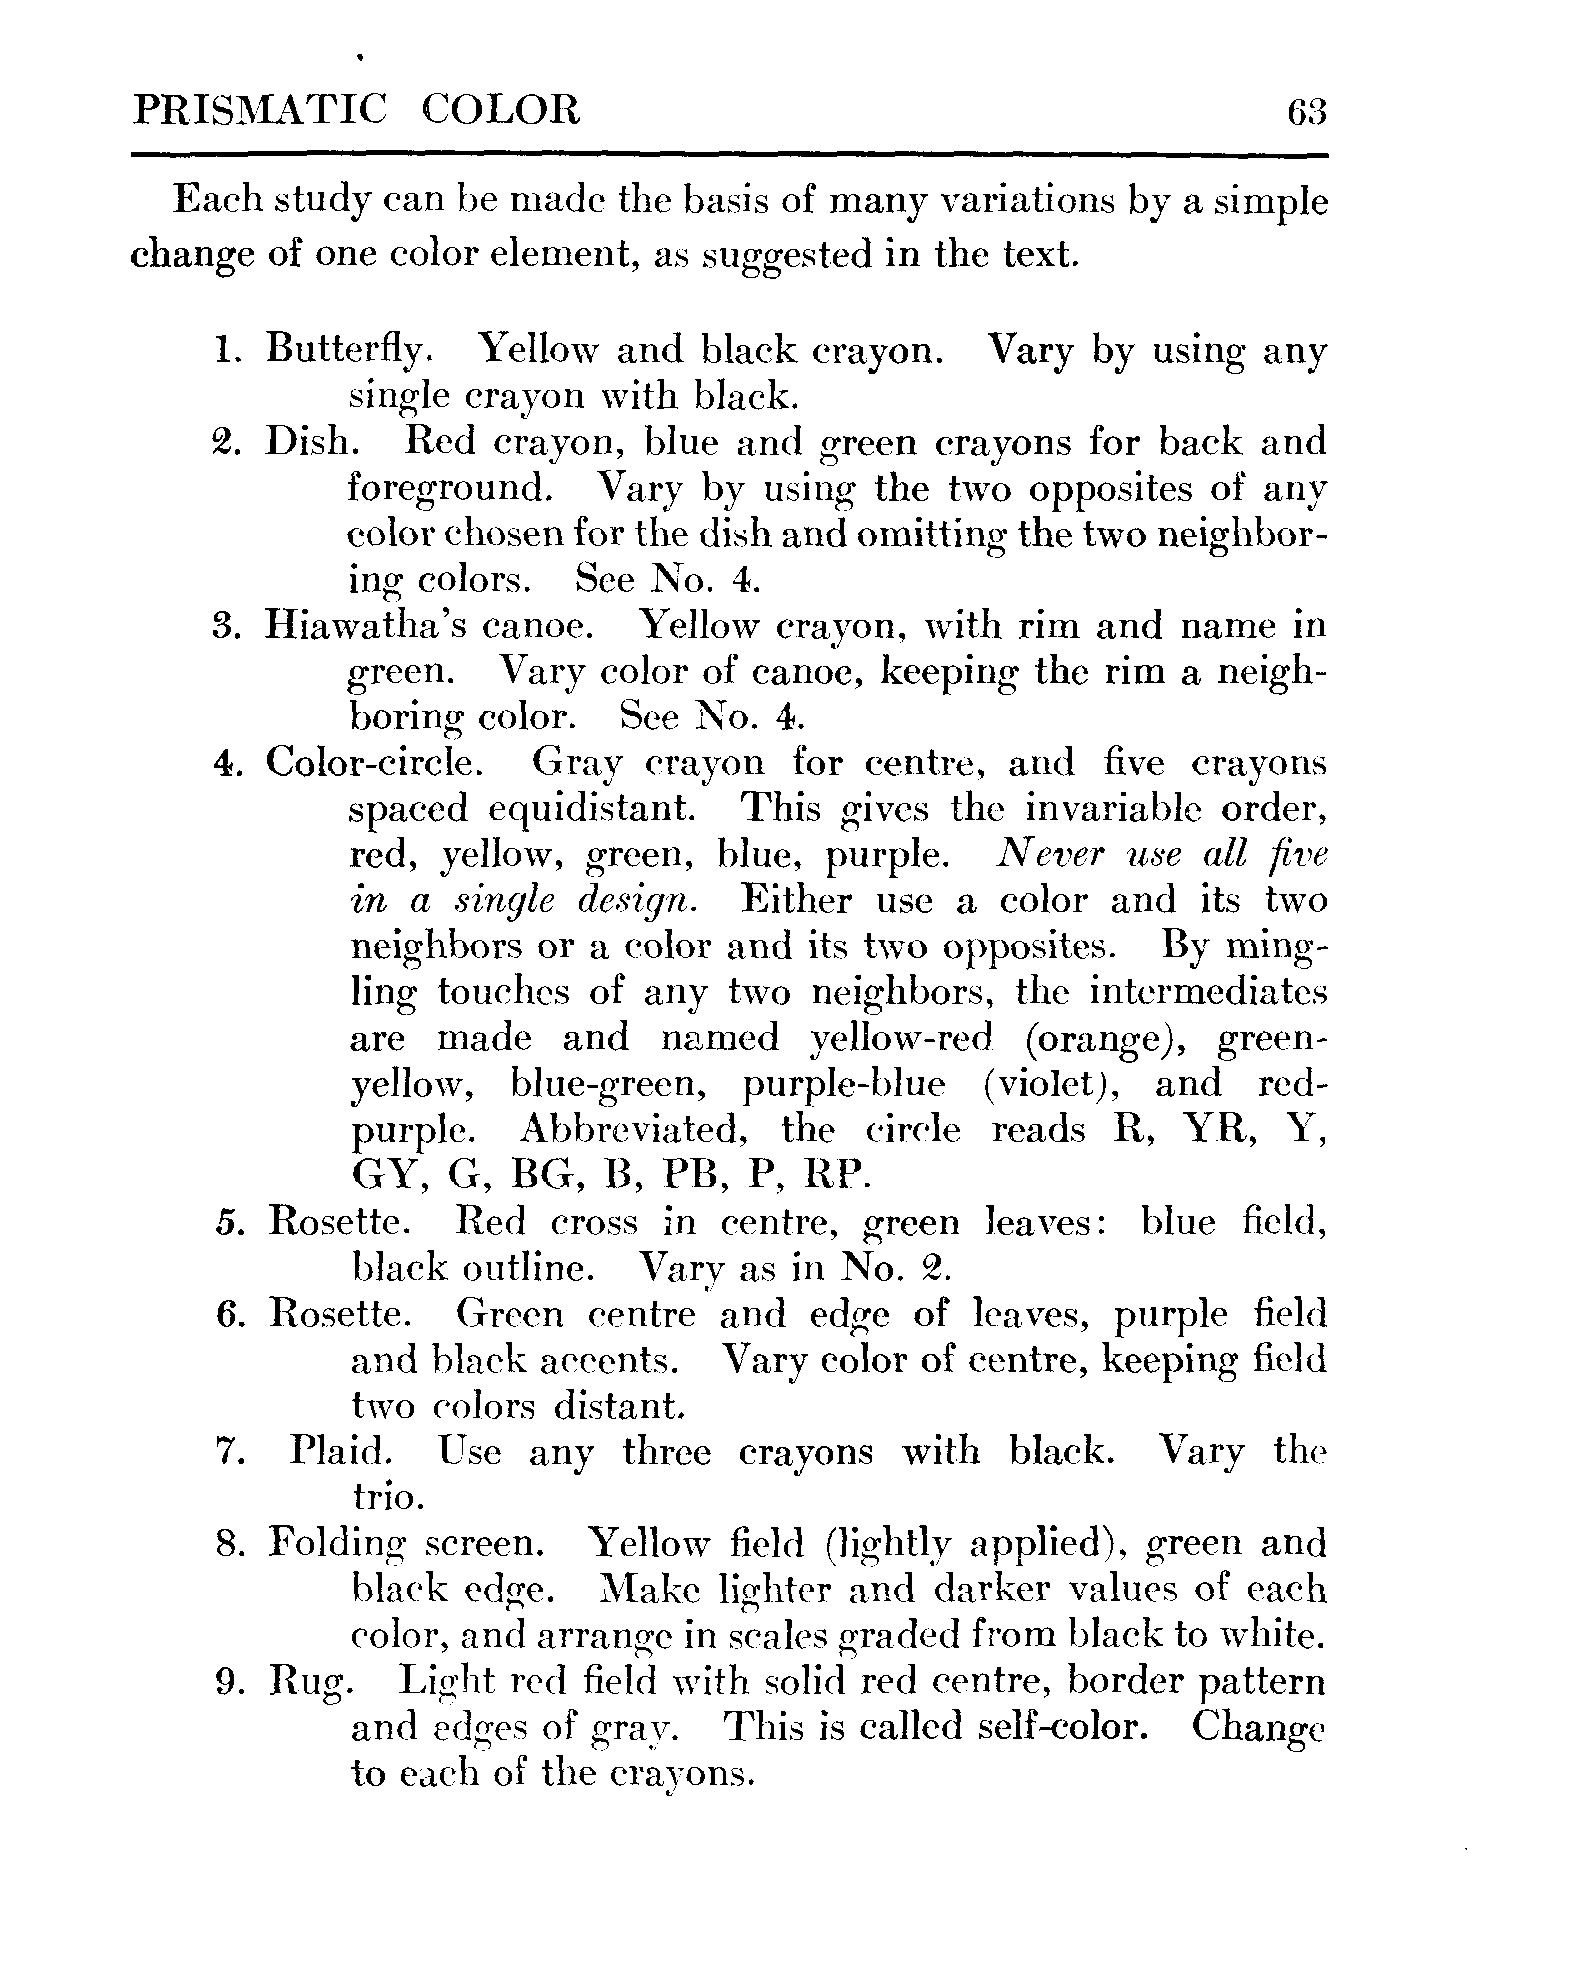 PRISMATIC COLOR 63
Each study can be made the basis of many variations by a simple
change of one color element, as suggested in the text.
1. Butterfly. Yellow and black crayon. Vary by using any
single crayon with black.
2. Dish. Red crayon, blue and green crayons for back and
foreground. Vary by using the two opposites of any
color chosen for the dish and omitting the two neighbor-
ing colors. See No. 4.
3. Hiawatha's canoe. Yellow crayon, with rim and name in
green. Vary color of canoe, keeping the rim a neigh-
boring color. See No. 4.
4. Color-circle. Gray crayon for centre, and five crayons
spaced equidistant. This gives the invariable order,
red, yellow, green, blue, purple. Never use all five
in a single design. Either use a color and its two
neighbors or a color and its two opposites. By ming-
ling touches of any two neighbors, the intermediates
are made and named yellow-red (orange), green-
yellow, blue-green, purple-blue (violet), and red-
purple. Abbreviated, the circle reads R, YR, Y,
GY, G, BG, B, PB, P, RP.
5. Rosette. Red cross in centre, green leaves: blue field,
black outline. Vary as in No. 2.
6. Rosette. Green centre and edge of leaves, purple field
and black accents. Vary color of centre, keeping field
two colors distant.
7. Plaid. Use any three crayons with black. Vary the
trio.
8. Folding screen. Yellow field (lightly applied), green and
black edge. Make lighter and darker values of each
color, and arrange in scales graded from black to white.
9. Rug. Light red field with solid red centre, border pattern
and edges of gray. This is called self-color. Change
to each of the crayons.